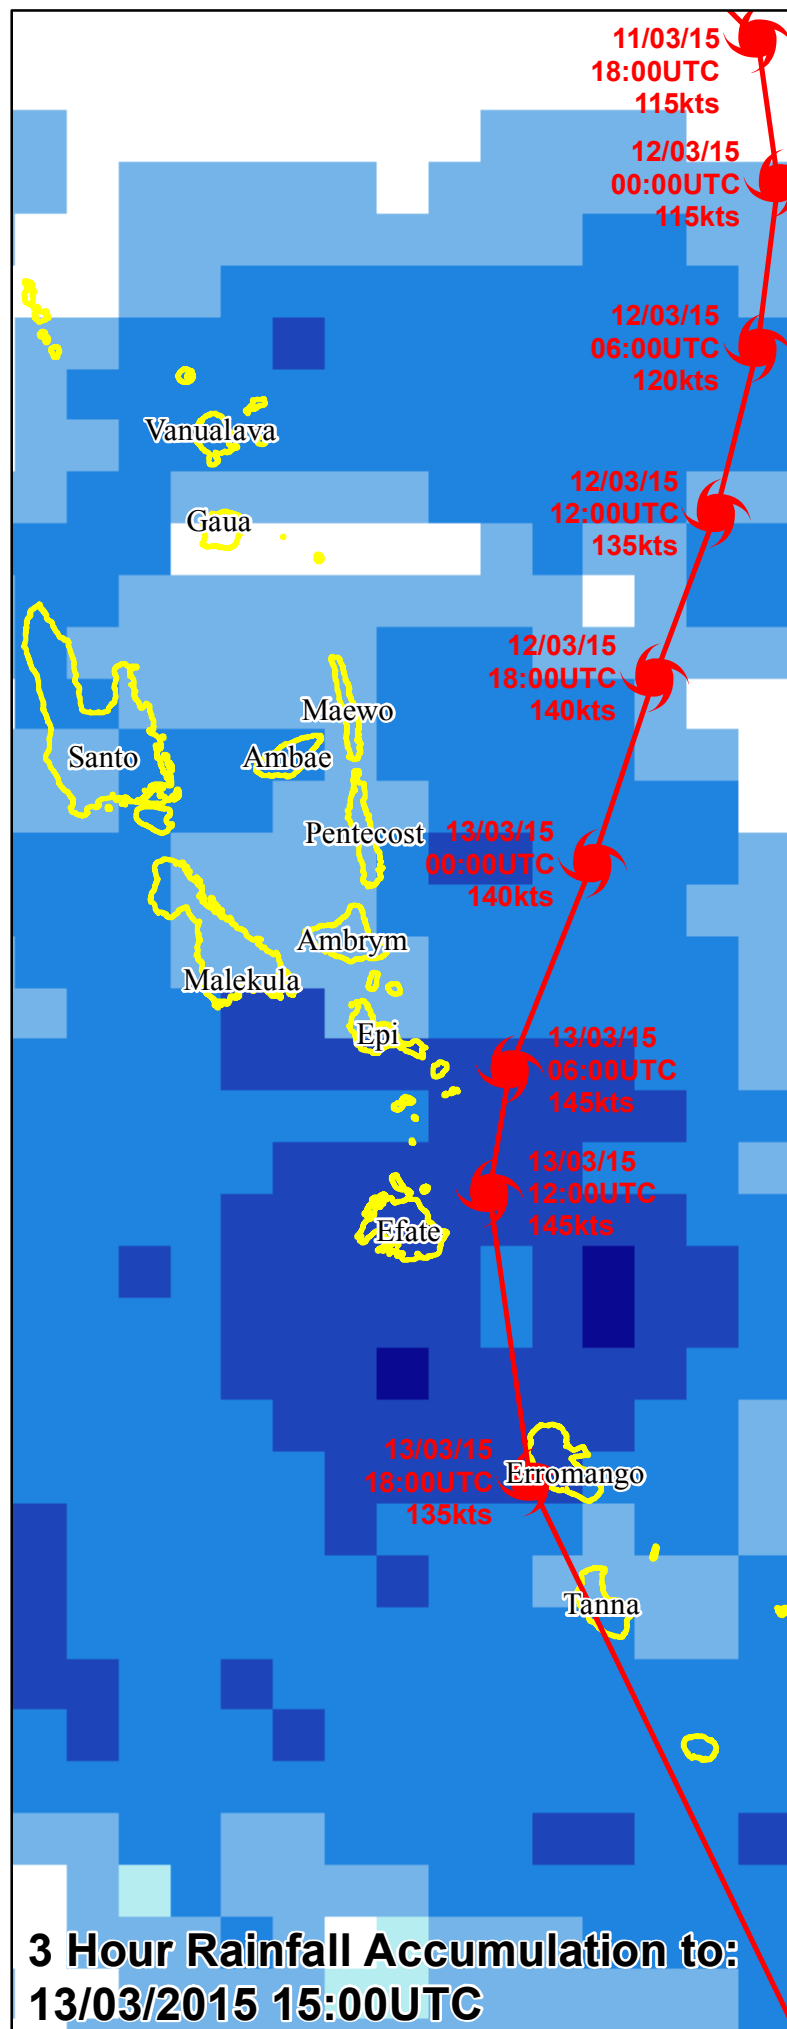 11/03/15
18:00UTC
115kts
12/03/15
00:00UTC
115kts
12/03/15
06:00UTC
120kts
Vanualava
12/03/15
12:00UTC
135kts
Gaua
12/03/15
18:00UTC
140kts
Maewo
Santo
Ambae
Pentecost
13/03/15
00:00UTC
140kts
Ambrym
Malekula
Epi
13/03/15
06:00UTC
145kts
13/03/15
12:00UTC
145kts
Efate
13/03/15
18:00UTC
135kts
Erromango
Tanna
3 Hour Rainfall Accumulation to:
13/03/2015 15:00UTC